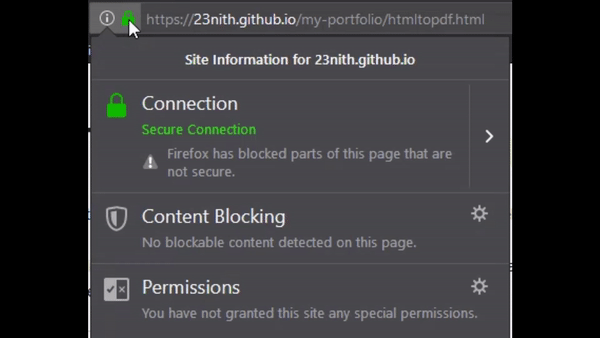 https://23nith.github.io/my-portfolio/htmltopdf.html
Site Information for 23nith.github.io
Connection
Secure Connection
Firefox has blocked parts of this page that are
not secure.
Content Blocking
No blockable content detected on this page.
Permissions
You have not granted this site any special permissions.